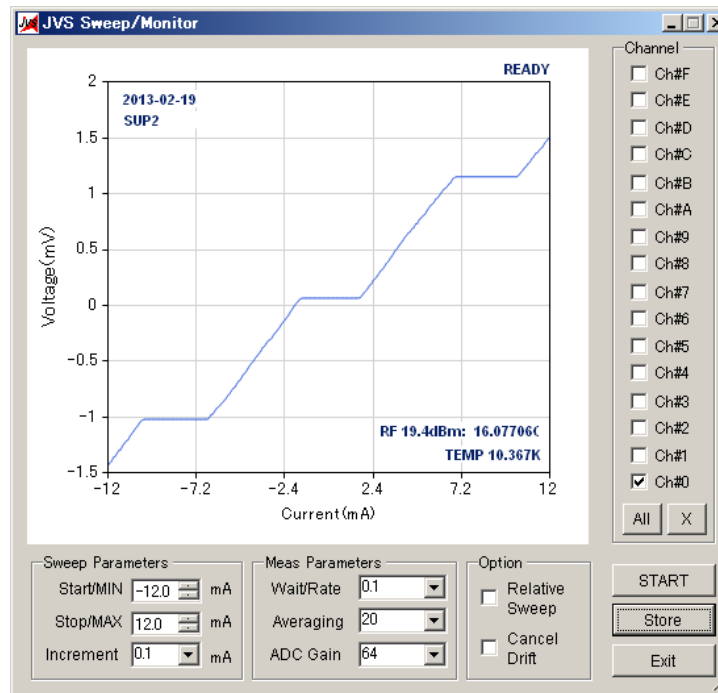 JVS JVS Sweep/Monitor
READY
2013-02-19
SUP2
Voltage(mV)
2
1.5
1
0.5
0
-0.5
-1
-1.5
RF 19.4dBm: 16.07706(
TEMP 10.367K
-12 -7.2 -2.4 2.4 7.2 12
Current(mA)
Channel
Ch#F
Ch#E
Ch#D
Ch#C
Ch#B
Ch#A
Ch#9
Ch#8
Ch#7
Ch#6
Ch#5
Ch#4
Ch#3
Ch#2
Ch#1
Ch#0
All X
Sweep Parameters
Start/MIN -12.0 mA
Stop/MAX 12.0 mA
Increment 0.1 mA
Meas Parameters
Wait/Rate 0.1
Averaging 20
ADC Gain 64
Option
Relative
Sweep
Cancel
Drift
START
Store
Exit